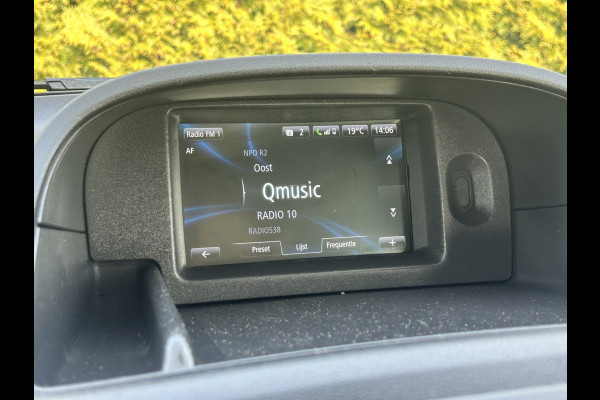 Radio FM 1
2
19°C
14:06
AF
NPO R2
Oost
Qmusic
RADIO 10
RADIO538
Preset
Lijst
Frequentie
+